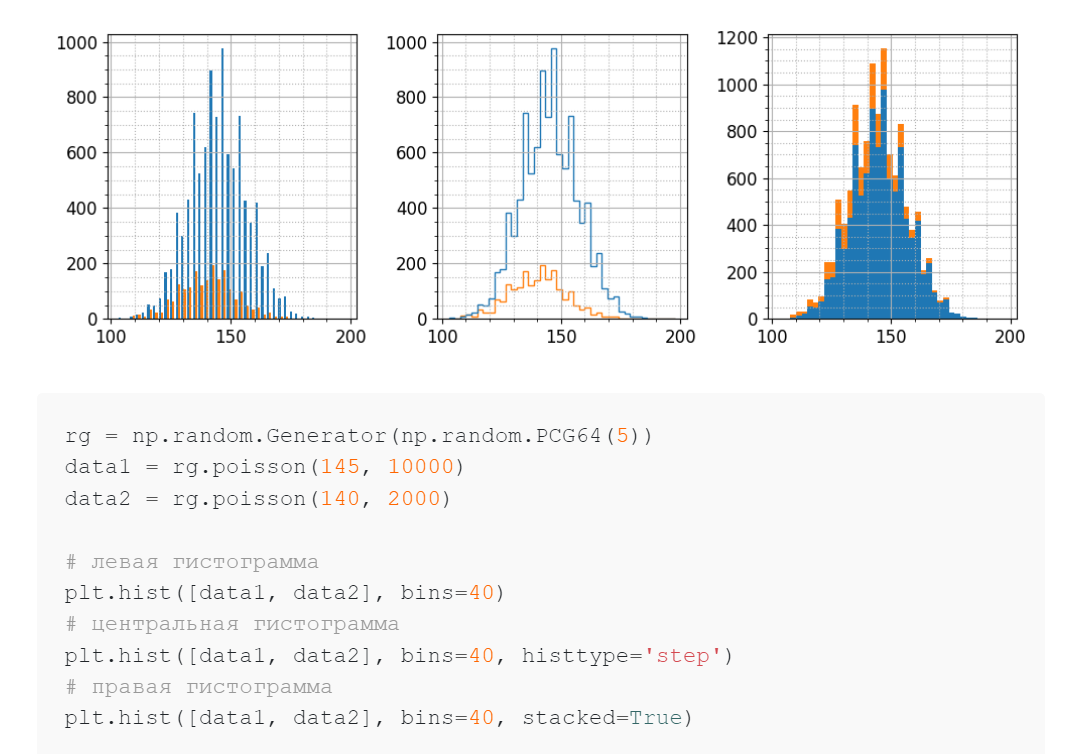 1000
800
600
400
200
0
100 150 200
1000
800
600
400
200
0
100 150 200
1200
1000
800
600
400
200
0
100 150 200
rg = np.random.Generator(np.random.PCG64(5))
data1 = rg.poisson(145, 10000)
data2 = rg.poisson(140, 2000)
# левая гистограмма
plt.hist([data1, data2], bins=40)
# центральная гистограмма
plt.hist([data1, data2], bins=40, histtype='step')
# правая гистограмма
plt.hist([data1, data2], bins=40, stacked=True)